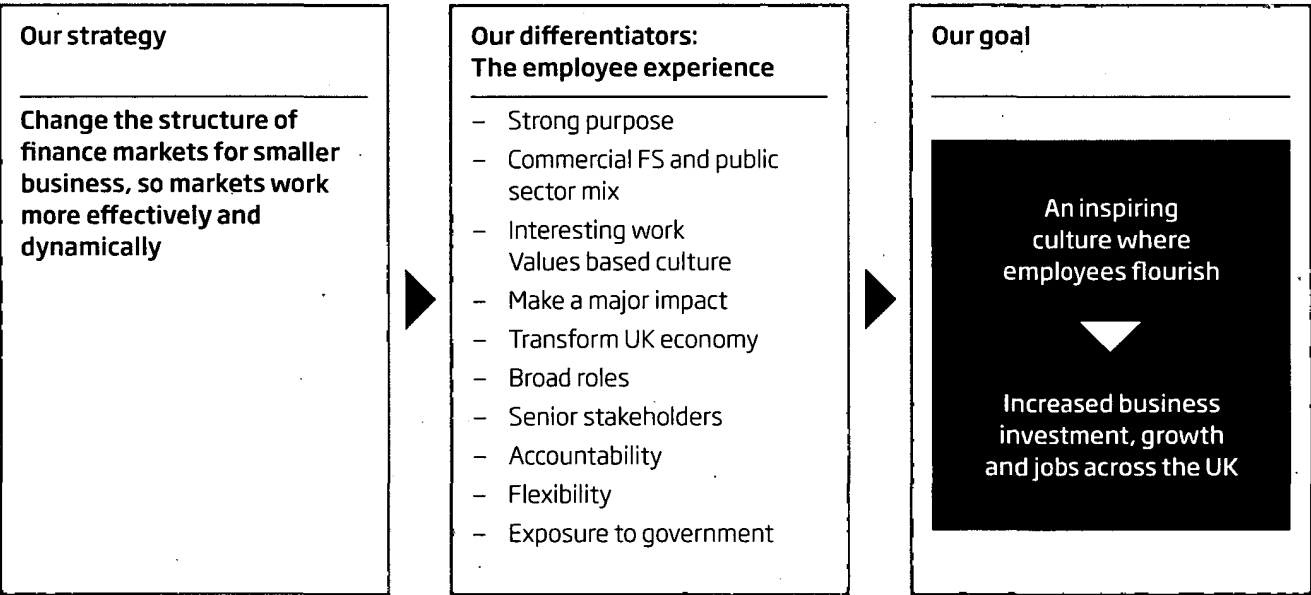 Our strategy
Change the structure of
finance markets for smaller
business, so markets work
more effectively and
dynamically
Our differentiators:
The employee experience
– Strong purpose
– Commercial FS and public
sector mix
– Interesting work
Values based culture
– Make a major impact
– Transform UK economy
– Broad roles
– Senior stakeholders
– Accountability
– Flexibility
– Exposure to government
Our goal
An inspiring
culture where
employees flourish
Increased business
investment, growth
and jobs across the UK